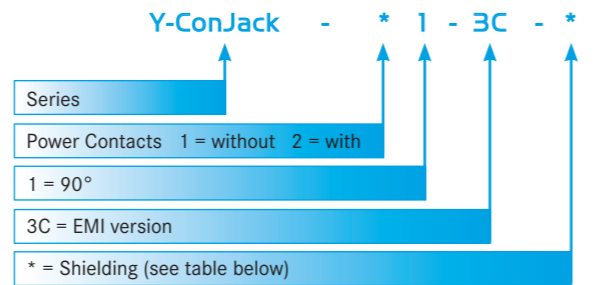 Y-ConJack - * 1 - 3C - *
Series
Power Contacts 1 = without 2 = with
1 = 90°
3C = EMI version
* = Shielding (see table below)